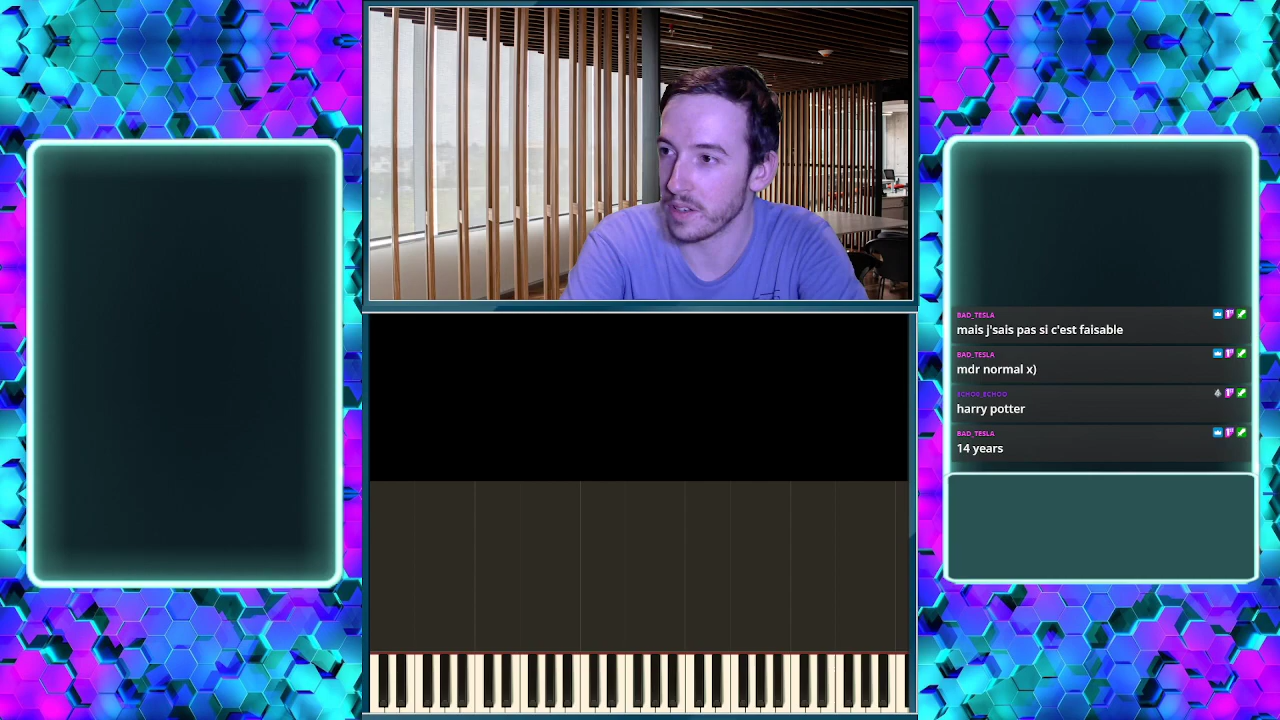 BAD_TESLA
mais j'sais pas si c'est faisable
BAD_TESLA
mdr normal x)
harry potter
BAD_TESLA
14 years